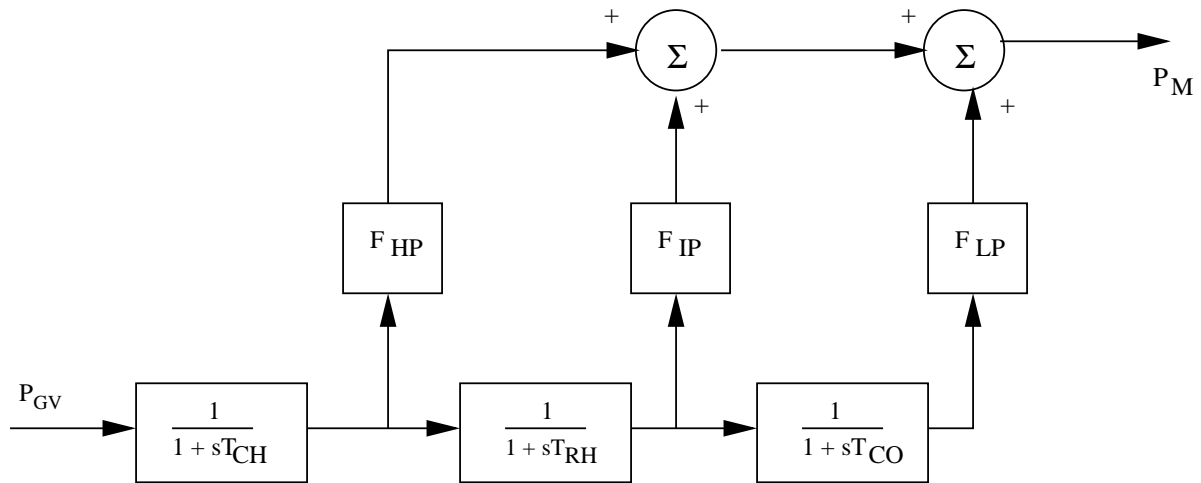 + +
Σ Σ
P_M
+ +
F_HP F_IP F_LP
P_GV
1 1 1
1 + sT_CH 1 + sT_RH 1 + sT_CO